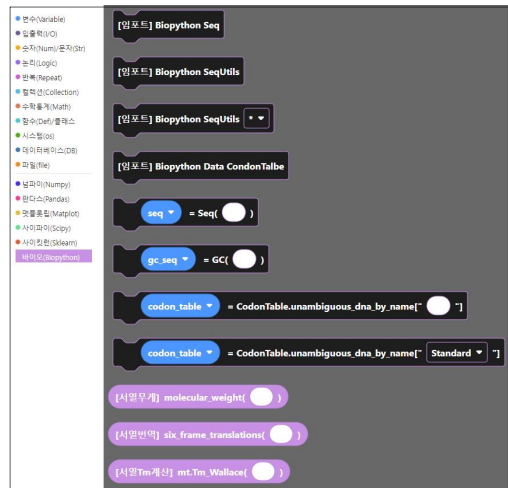 변수(Variable)
입출력(I/O)
숫자(Num)/문자(Str)
논리(Logic)
반복(Repeat)
컬렉션(Collection)
수학통계(Math)
함수(Def)/클래스
시스템(os)
데이터베이스(DB)
파일(file)
넘파이(Numpy)
판다스(Pandas)
맷플롯립(Matplot)
사이파이(Scipy)
사이킷런(Sklearn)
바이오(Biopython)
[임포트] Biopython Seq
[임포트] Biopython SeqUtils
[임포트] Biopython SeqUtils *
[임포트] Biopython Data CondonTalbe
seq = Seq( )
gc_seq = GC( )
codon_table = CodonTable.unambiguous_dna_by_name[" "]
codon_table = CodonTable.unambiguous_dna_by_name[" Standard "]
[서열무게] molecular_weight( )
[서열번역] six_frame_translations( )
[서열Tm계산] mt.Tm_Wallace( )